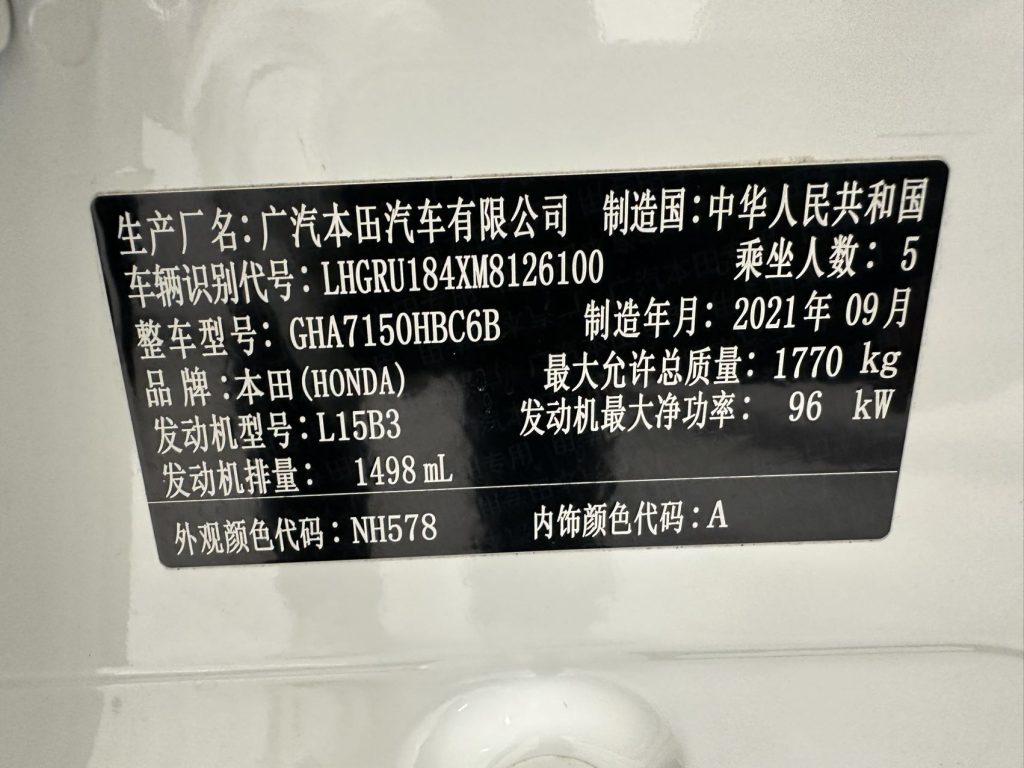 生产厂名:广汽本田汽车有限公司 制造国:中华人民共和国
车辆识别代号:LHGRU184XM8126100 乘坐人数:5
整车型号:GHA7150HBC6B 制造年月:2021年09月
品牌:本田(HONDA) 最大允许总质量:1770 kg
发动机型号:L15B3 发动机最大净功率:96 kW
发动机排量:1498 mL
外观颜色代码:NH578 内饰颜色代码:A